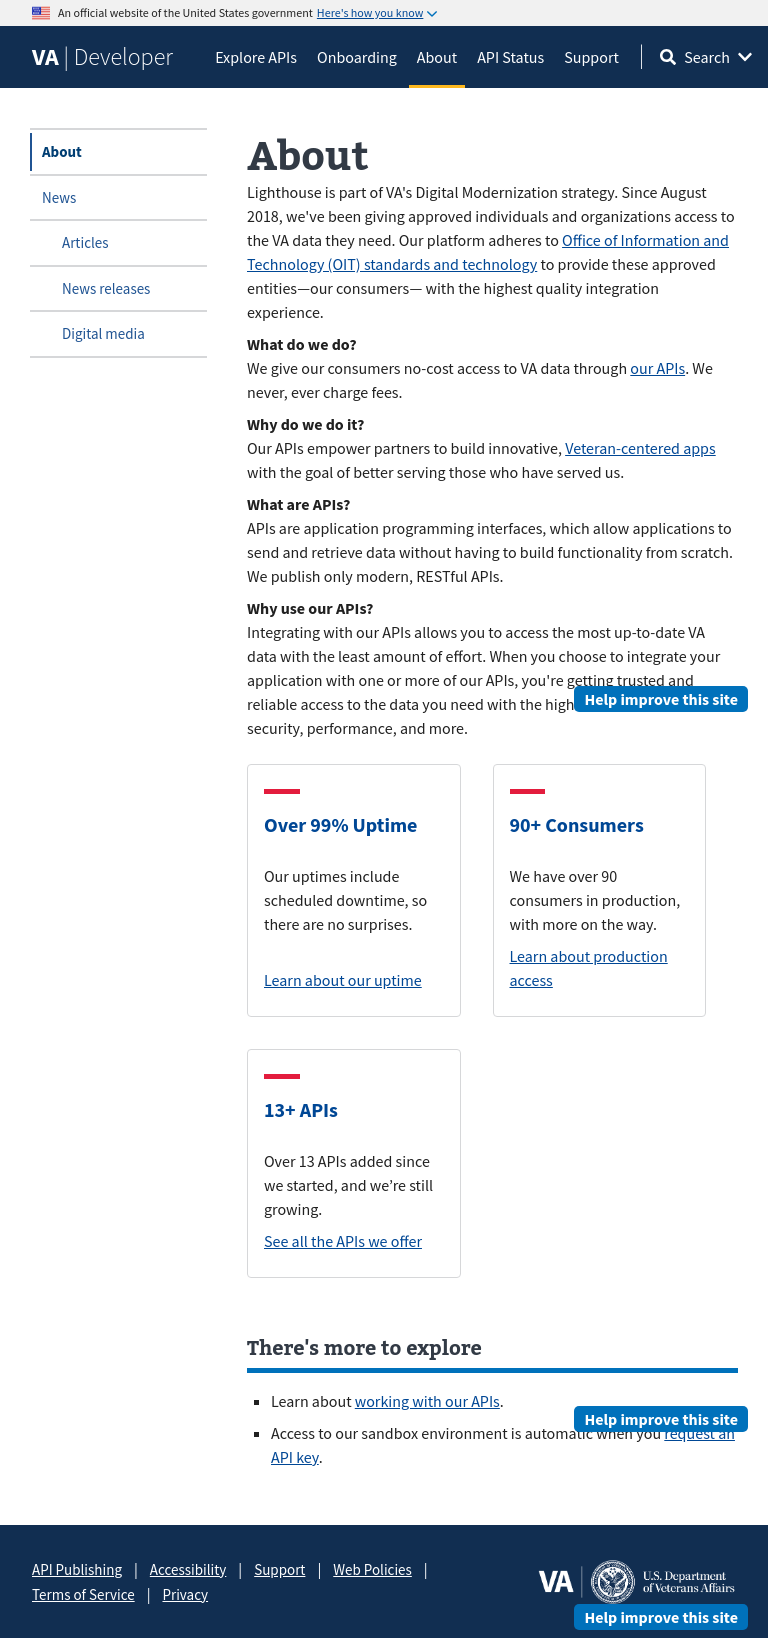 An official website of the United States government Here's how you know
VA | Developer
Explore APIs
Onboarding
About
API Status
Support
Search
About
News
Articles
News releases
Digital media
About
Lighthouse is part of VA's Digital Modernization strategy. Since August
2018, we've been giving approved individuals and organizations access to
the VA data they need. Our platform adheres to Office of Information and
Technology (OIT) standards and technology to provide these approved
entities—our consumers— with the highest quality integration
experience.
What do we do?
We give our consumers no-cost access to VA data through our APIs. We
never, ever charge fees.
Why do we do it?
Our APIs empower partners to build innovative, Veteran-centered apps
with the goal of better serving those who have served us.
What are APIs?
APIs are application programming interfaces, which allow applications to
send and retrieve data without having to build functionality from scratch.
We publish only modern, RESTful APIs.
Why use our APIs?
Integrating with our APIs allows you to access the most up-to-date VA
data with the least amount of effort. When you choose to integrate your
application with one or more of our APIs, you're getting trusted and
reliable access to the data you need with the high
Help improve this site
security, performance, and more.
Over 99% Uptime
Our uptimes include
scheduled downtime, so
there are no surprises.
Learn about our uptime
90+ Consumers
We have over 90
consumers in production,
with more on the way.
Learn about production
access
13+ APIs
Over 13 APIs added since
we started, and we’re still
growing.
See all the APIs we offer
There's more to explore
Learn about working with our APIs.
Help improve this site
Access to our sandbox environment is automatic when you request an
API key.
API Publishing | Accessibility | Support | Web Policies |
Terms of Service | Privacy
VA
U.S. Department
of Veterans Affairs
Help improve this site